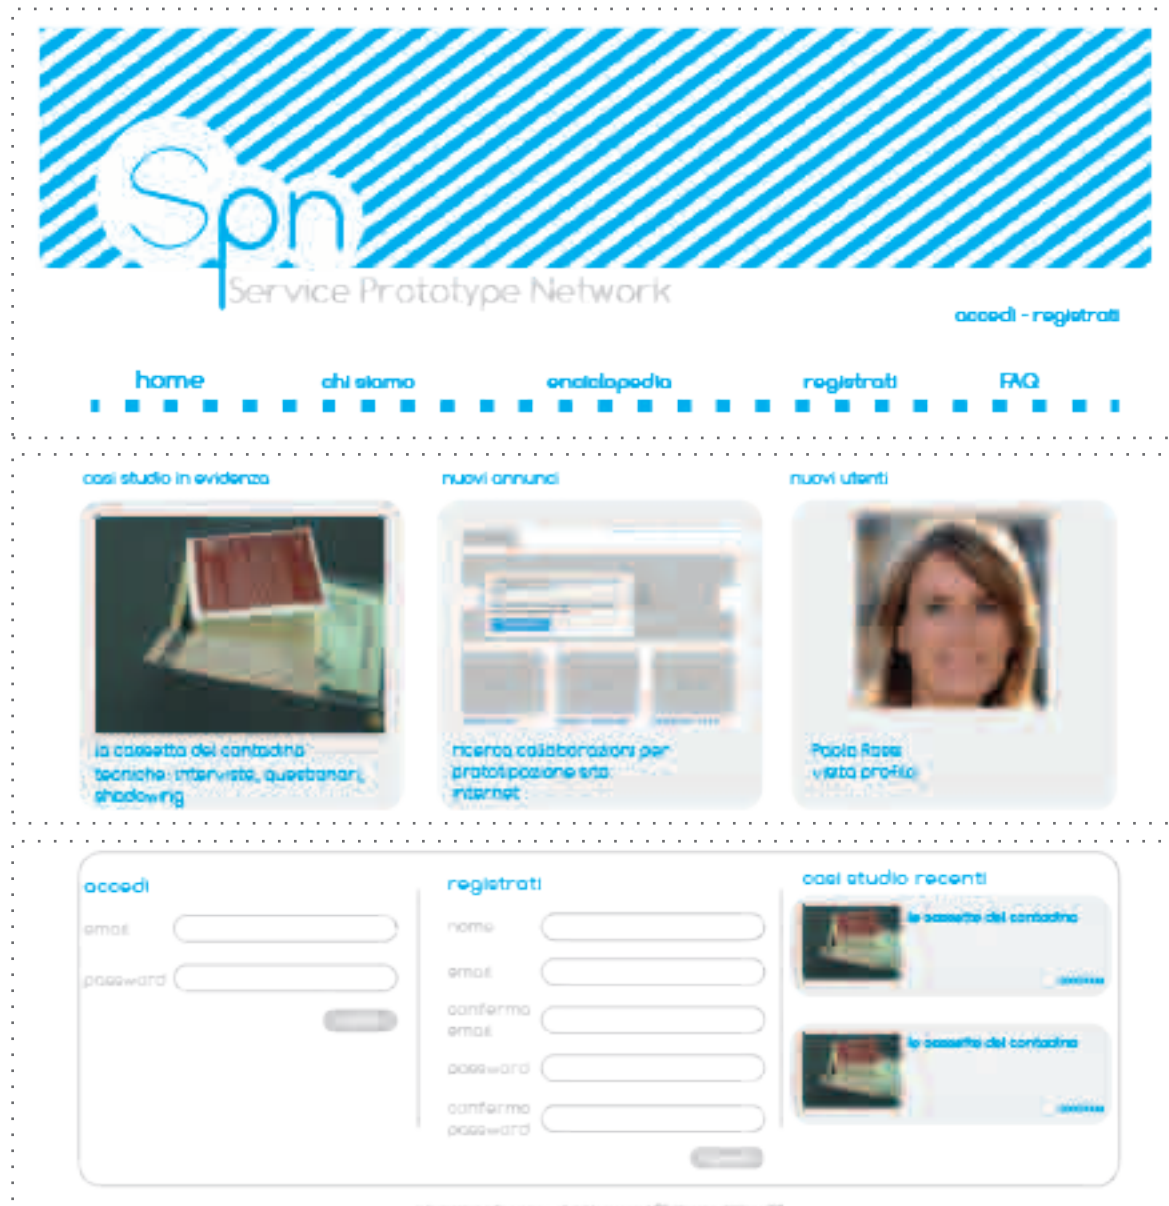 Spn
Service Prototype Network
accedi - registrati
home chi siamo enciclopedia registrati FAQ
casi studio in evidenza nuovi annunci nuovi utenti
la cassetta del contadino
tecniche: interviste, questionari,
shadowing
ricerca collaborazioni per
prototipazione sito
internet
Paola Rossi
visita profilo
accedi
email
password
registrati
nome
email
conferma
email
password
conferma
password
casi studio recenti
la cassetta del contadino
continua
la cassetta del contadino
continua